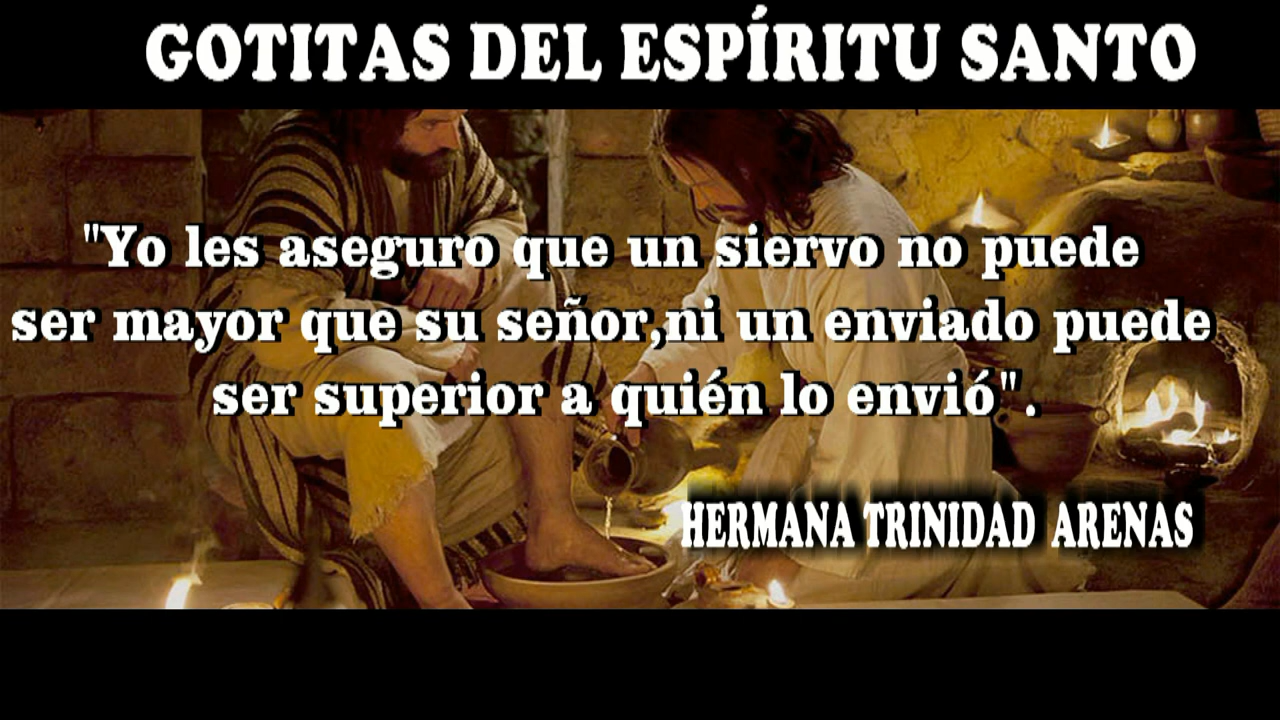 GOTITAS DEL ESPÍRITU SANTO
"Yo les aseguro que un siervo no puede
ser mayor que su señor,ni un enviado puede
ser superior a quién lo envió".
HERMANA TRINIDAD ARENAS